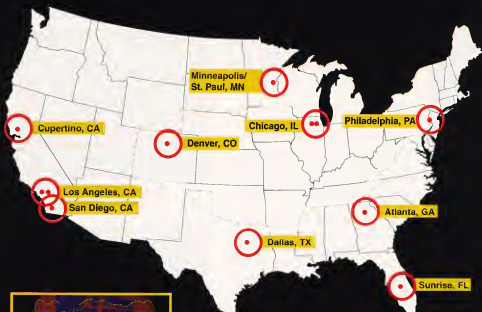 Minneapolis/
St. Paul, MN
Cupertino, CA
Chicago, IL
Philadelphia, PA
Denver, CO
Los Angeles, CA
San Diego, CA
Atlanta, GA
Dallas, TX
Sunrise, FL